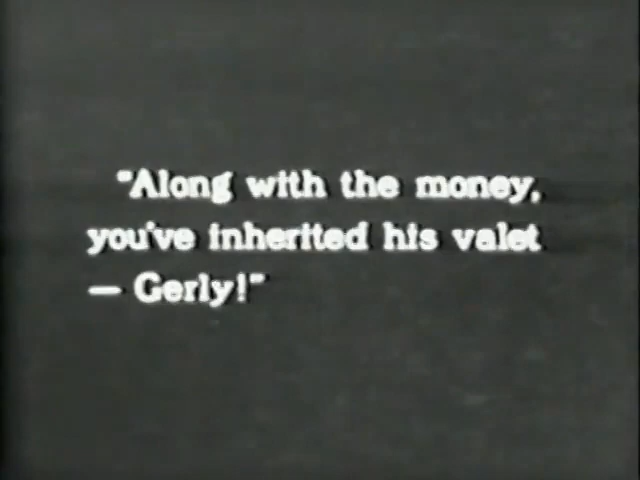 "Along with the money,
you've inherited his valet
— Gerly!"